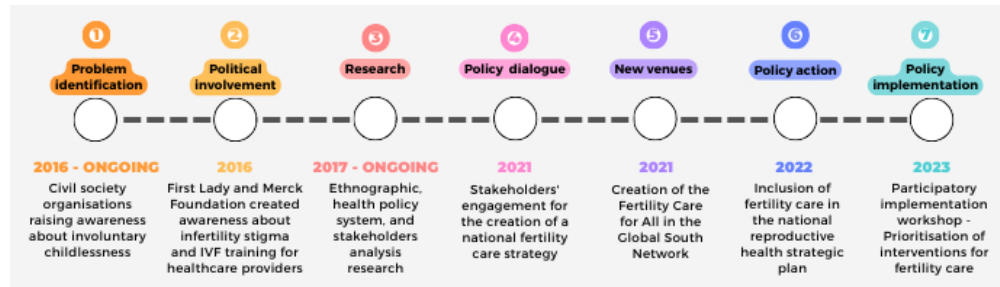 1
Problem
identification
2016 - ONGOING
Civil society
organisations
raising awareness
about involuntary
childlessness
2
Political
involvement
2016
First Lady and Merck
Foundation created
awareness about
infertility stigma
and IVF training for
healthcare providers
3
Research
2017 - ONGOING
Ethnographic,
health policy
system, and
stakeholders
analysis
research
4
Policy dialogue
2021
Stakeholders'
engagement for
the creation of a
national fertility
care strategy
5
New venues
2021
Creation of the
Fertility Care
for All in the
Global South
Network
6
Policy action
2022
Inclusion of
fertility care in
the national
reproductive
health strategic
plan
7
Policy
implementation
2023
Participatory
implementation
workshop -
Prioritisation of
interventions for
fertility care